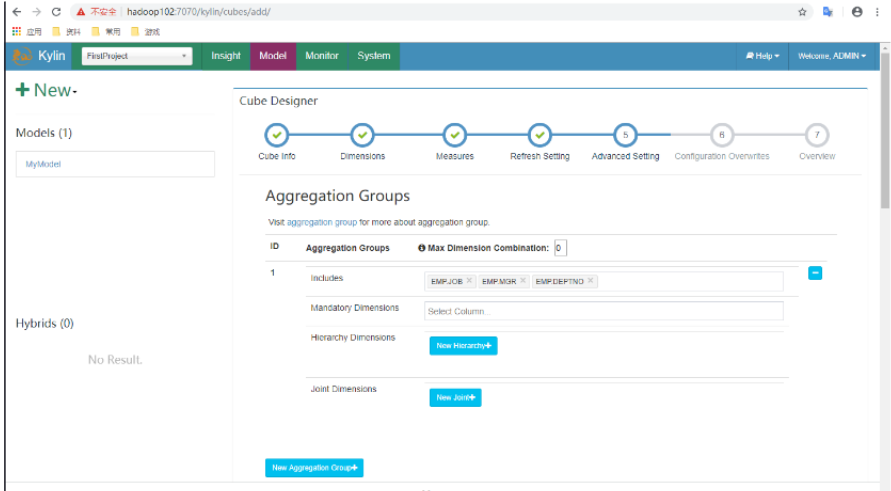 不安全 hadoop102:7070/kylin/cubes/add/
应用 资料 常用 游戏
Kylin FirstProject Insight Model Monitor System Help Welcome, ADMIN
New
Cube Designer
Models (1)
5 6 7
Cube Info Dimensions Measures Refresh Setting Advanced Setting Configuration Overwrites Overview
MyModel
Aggregation Groups
Visit aggregation group for more about aggregation group.
ID Aggregation Groups Max Dimension Combination: 0
1 Includes EMP.JOB × EMP.MGR × EMP.DEPTNO ×
Mandatory Dimensions Select Column...
Hybrids (0)
Hierarchy Dimensions New Hierarchy+
No Result.
Joint Dimensions New Joint+
New Aggregation Group+